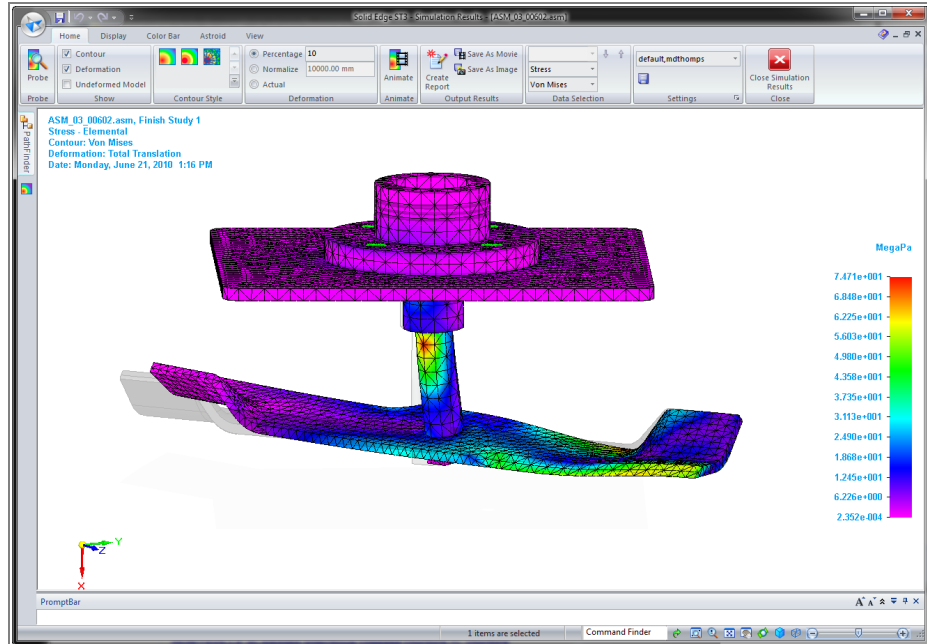 Solid Edge ST3 - Simulation Results - [ASM_03_00602.asm]
Home Display Color Bar Astroid View
Probe
Contour
Deformation
Undeformed Model
Percentage 10
Normalize 10000.00 mm
Actual
Animate
Create Report
Save As Movie
Save As Image
Stress
Von Mises
default,mdthomps
Close Simulation Results
Probe Show Contour Style Deformation Animate Output Results Data Selection Settings Close
PathFinder
ASM_03_00602.asm, Finish Study 1
Stress - Elemental
Contour: Von Mises
Deformation: Total Translation
Date: Monday, June 21, 2010 1:16 PM
MegaPa
7.471e+001
6.848e+001
6.225e+001
5.603e+001
4.980e+001
4.358e+001
3.735e+001
3.113e+001
2.490e+001
1.868e+001
1.245e+001
6.226e+000
2.352e-004
Y
Z
X
PromptBar
1 items are selected
Command Finder